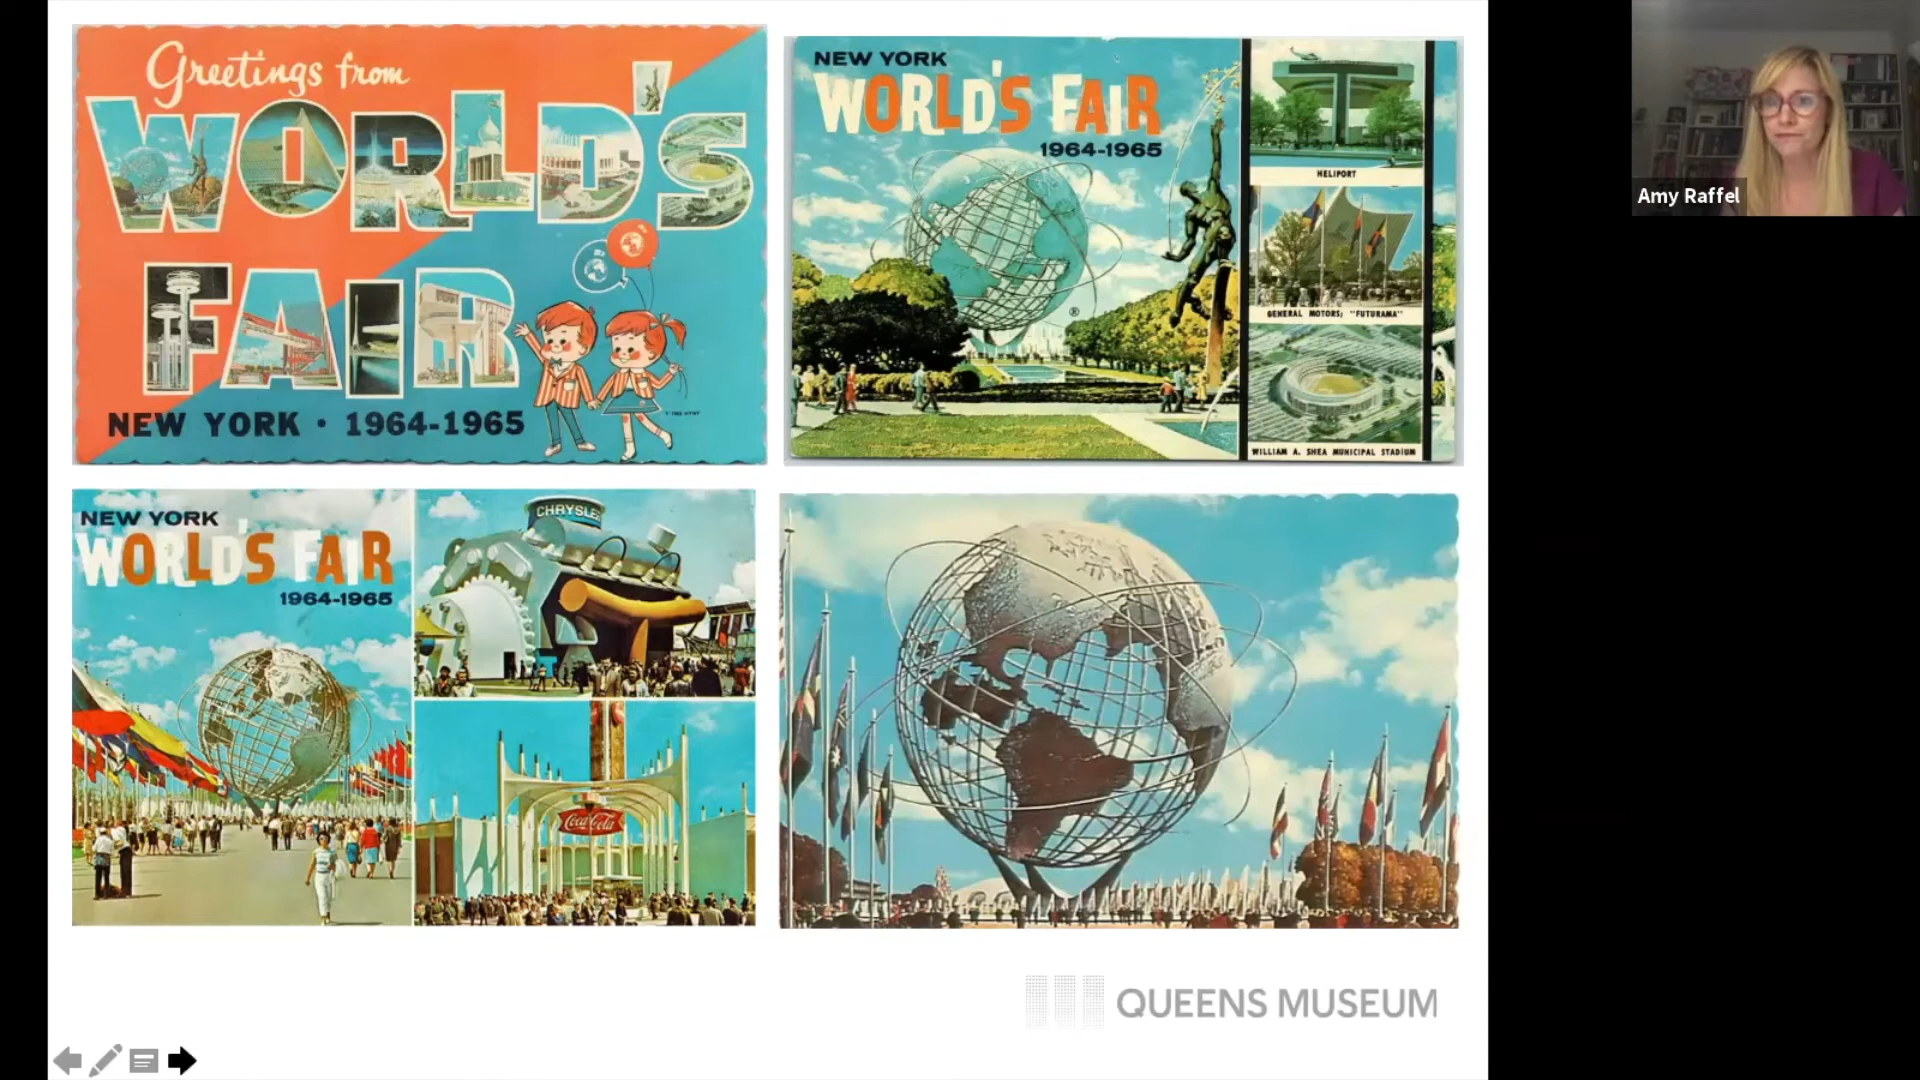 Greetings from
WORLD'S
FAIR
NEW YORK • 1964-1965
NEW YORK
WORLD'S FAIR
1964-1965
®
HELIPORT
GENERAL MOTORS; "FUTURAMA"
WILLIAM A. SHEA MUNICIPAL STADIUM
NEW YORK
WORLD'S FAIR
1964-1965
CHRYSLER
Coca-Cola
QUEENS MUSEUM
Amy Raffel